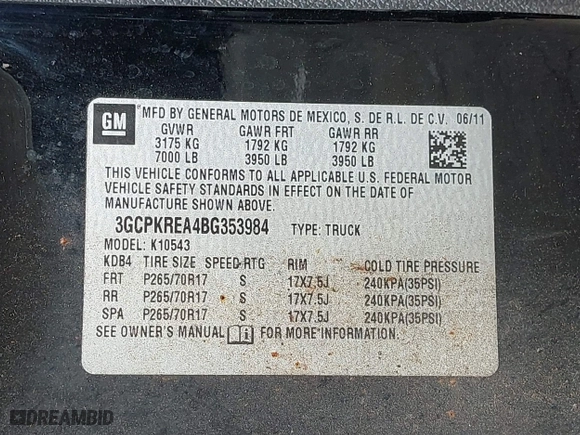 GM
MFD BY GENERAL MOTORS DE MEXICO, S. DE R.L. DE C.V. 06/11
GVWR GAWR FRT GAWR RR
3175 KG 1792 KG 1792 KG
7000 LB 3950 LB 3950 LB
THIS VEHICLE CONFORMS TO ALL APPLICABLE U.S. FEDERAL MOTOR
VEHICLE SAFETY STANDARDS IN EFFECT ON THE DATE OF
MANUFACTURE SHOWN ABOVE.
3GCPKREA4BG353984 TYPE: TRUCK
MODEL: K10543
KDB4 TIRE SIZE SPEED RTG RIM COLD TIRE PRESSURE
FRT P265/70R17 S 17X7.5J 240KPA(35PSI)
RR P265/70R17 S 17X7.5J 240KPA(35PSI)
SPA P265/70R17 S 17X7.5J 240KPA(35PSI)
SEE OWNER'S MANUAL FOR MORE INFORMATION.
DREAMBID